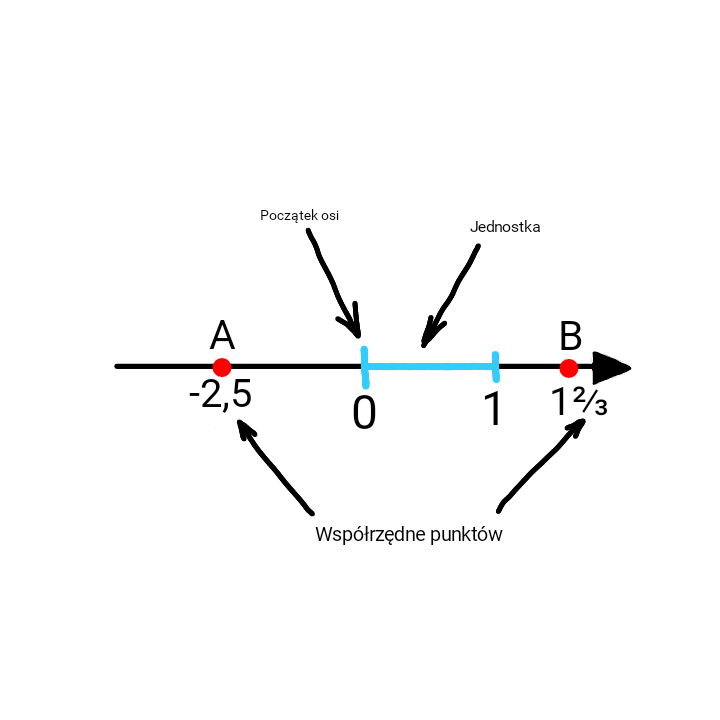 Początek osi
Jednostka
A
B
-2,5
0
1
1⅔
Współrzędne punktów